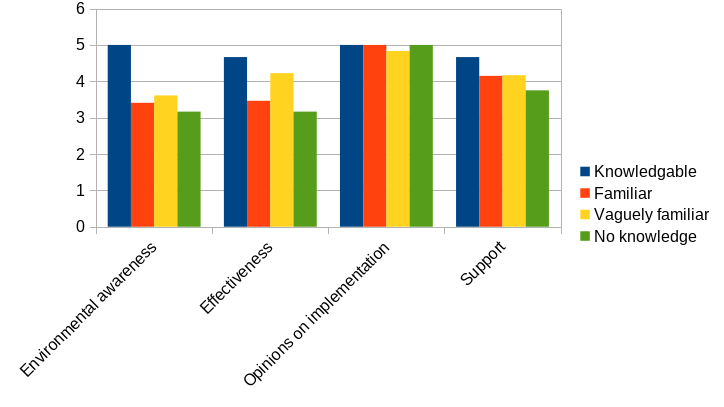 6
5
4
3
2
1
0
Environmental awareness
Effectiveness
Opinions on implementation
Support
Knowledgable
Familiar
Vaguely familiar
No knowledge